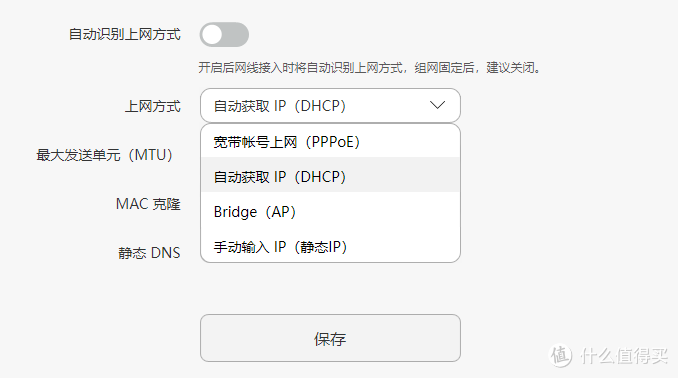 自动识别上网方式
开启后网线接入时将自动识别上网方式，组网固定后，建议关闭。
上网方式 自动获取 IP（DHCP）
宽带帐号上网（PPPoE）
最大发送单元（MTU）
自动获取 IP（DHCP）
MAC 克隆
Bridge（AP）
手动输入 IP（静态IP）
静态 DNS
保存
值 什么值得买